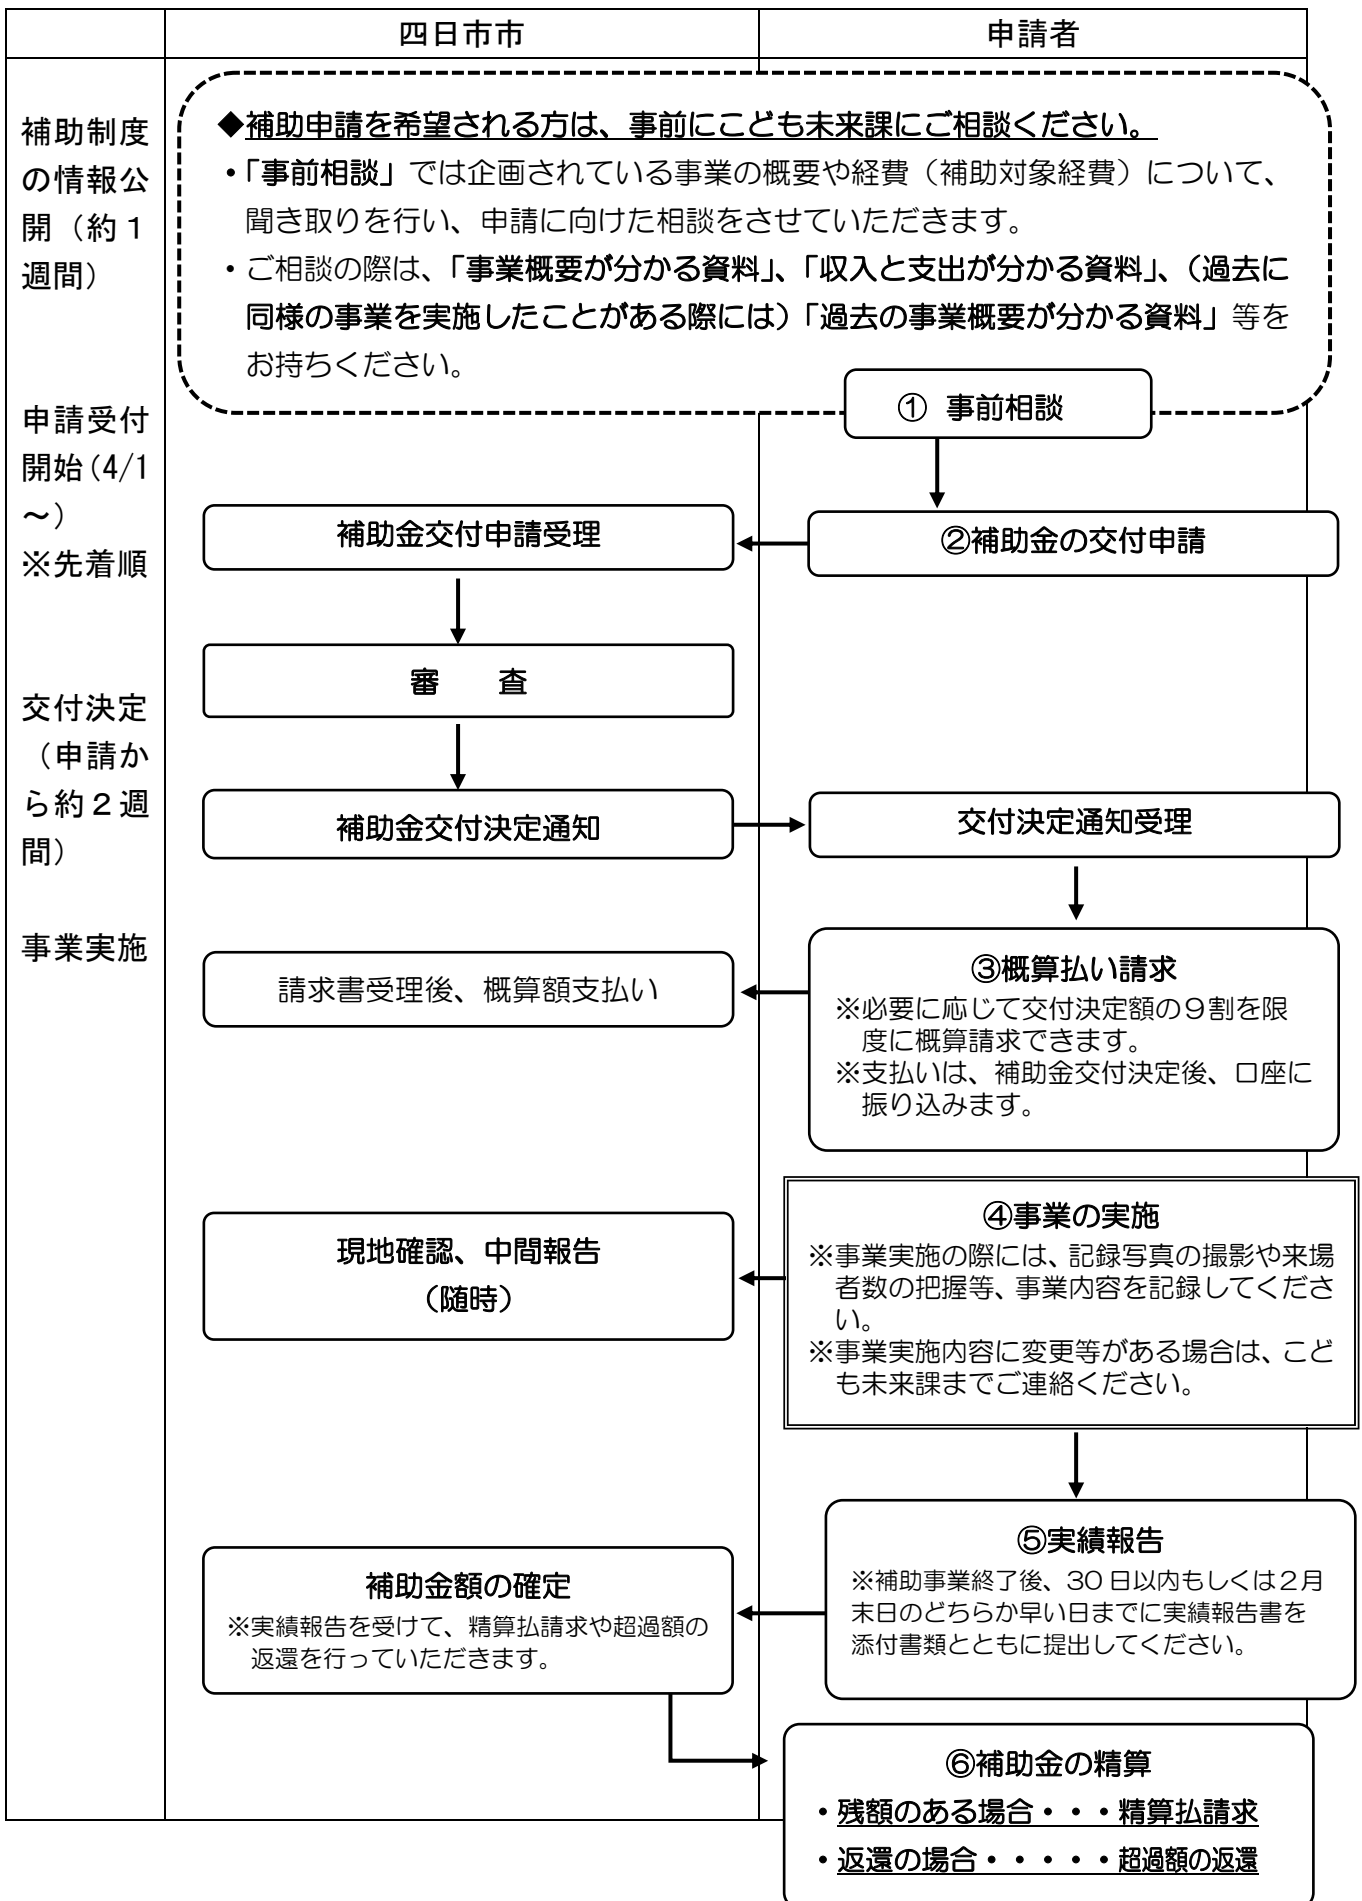 四日市市
申請者
補助制度
の情報公
開（約１
週間）
◆補助申請を希望される方は、事前にこども未来課にご相談ください。
・「事前相談」では企画されている事業の概要や経費（補助対象経費）について、
聞き取りを行い、申請に向けた相談をさせていただきます。
・ご相談の際は、「事業概要が分かる資料」、「収入と支出が分かる資料」、（過去に
同様の事業を実施したことがある際には）「過去の事業概要が分かる資料」等を
お持ちください。
① 事前相談
申請受付
開始(4/1
～)
※先着順
補助金交付申請受理
②補助金の交付申請
審　査
交付決定
（申請か
ら約２週
間）
補助金交付決定通知
交付決定通知受理
事業実施
請求書受理後、概算額支払い
③概算払い請求
※必要に応じて交付決定額の９割を限
度に概算請求できます。
※支払いは、補助金交付決定後、口座に
振り込みます。
現地確認、中間報告
（随時）
④事業の実施
※事業実施の際には、記録写真の撮影や来場
者数の把握等、事業内容を記録してくださ
い。
※事業実施内容に変更等がある場合は、こど
も未来課までご連絡ください。
補助金額の確定
※実績報告を受けて、精算払請求や超過額の
返還を行っていただきます。
⑤実績報告
※補助事業終了後、30 日以内もしくは２月
末日のどちらか早い日までに実績報告書を
添付書類とともに提出してください。
⑥補助金の精算
・残額のある場合・・・精算払請求
・返還の場合・・・・・超過額の返還